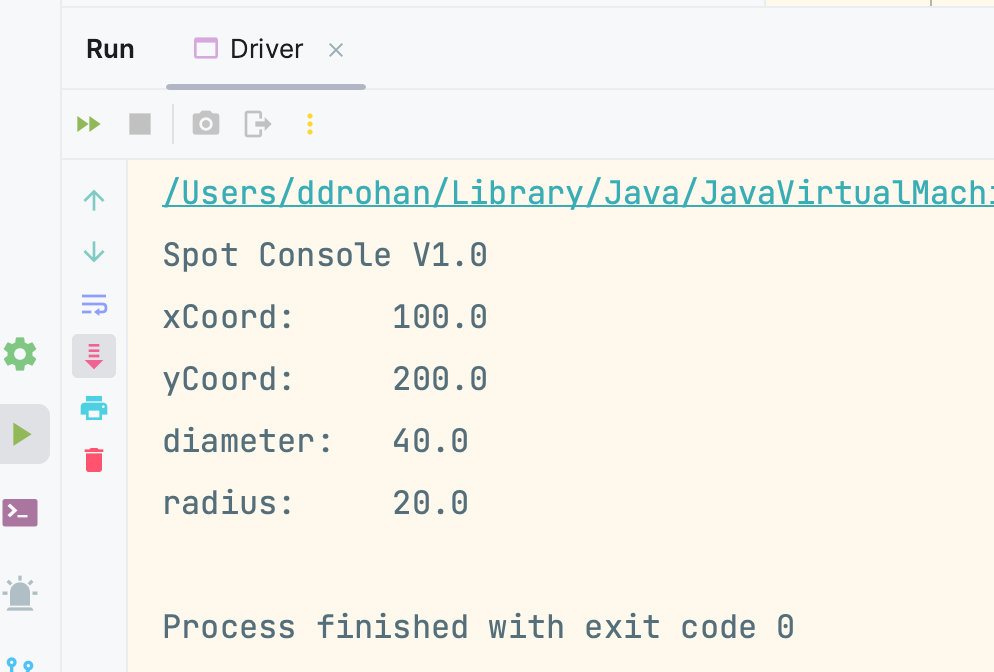 Run Driver
/Users/ddrohan/Library/Java/JavaVirtualMachi
Spot Console V1.0
xCoord: 100.0
yCoord: 200.0
diameter: 40.0
radius: 20.0
Process finished with exit code 0